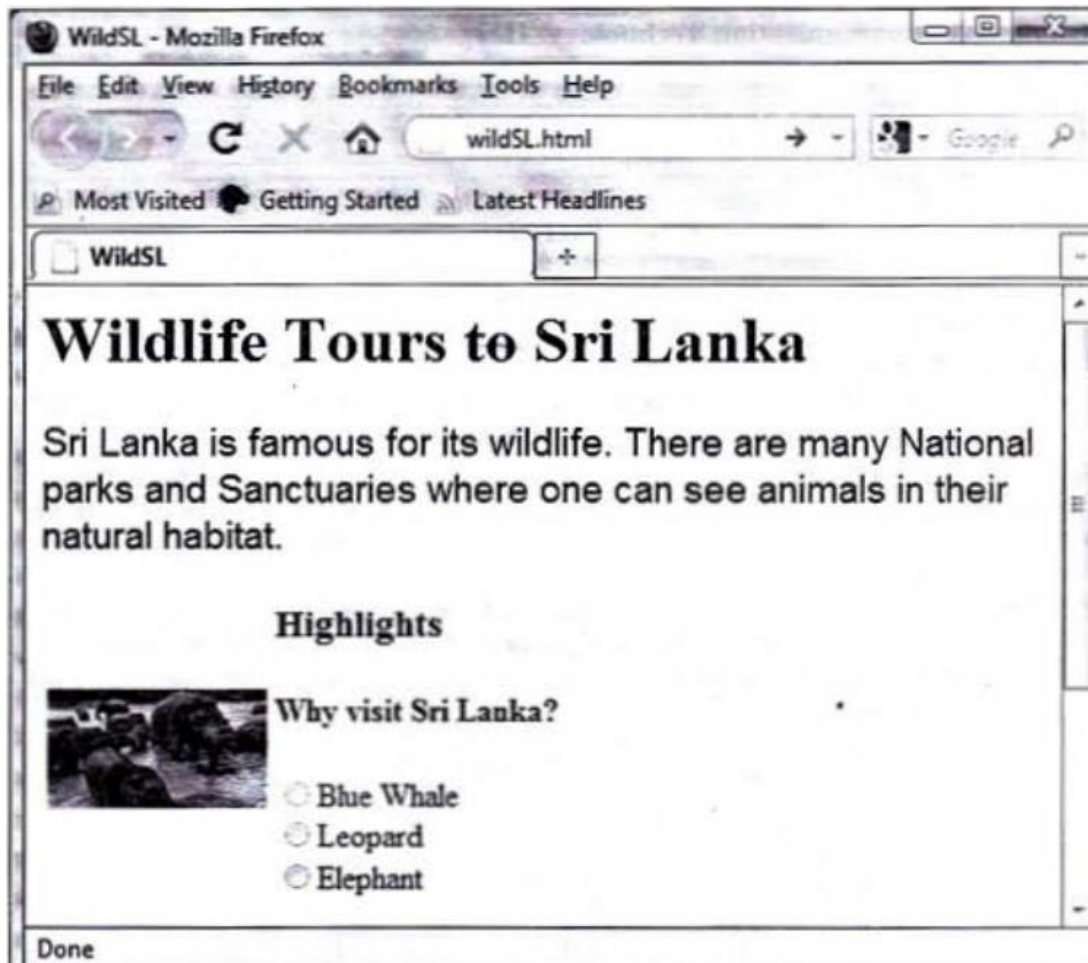 WildSL - Mozilla Firefox
File Edit View History Bookmarks Tools Help
wildSL.html
Google
Most Visited Getting Started Latest Headlines
WildSL
Wildlife Tours to Sri Lanka
Sri Lanka is famous for its wildlife. There are many National
parks and Sanctuaries where one can see animals in their
natural habitat.
Highlights
Why visit Sri Lanka?
Blue Whale
Leopard
Elephant
Done